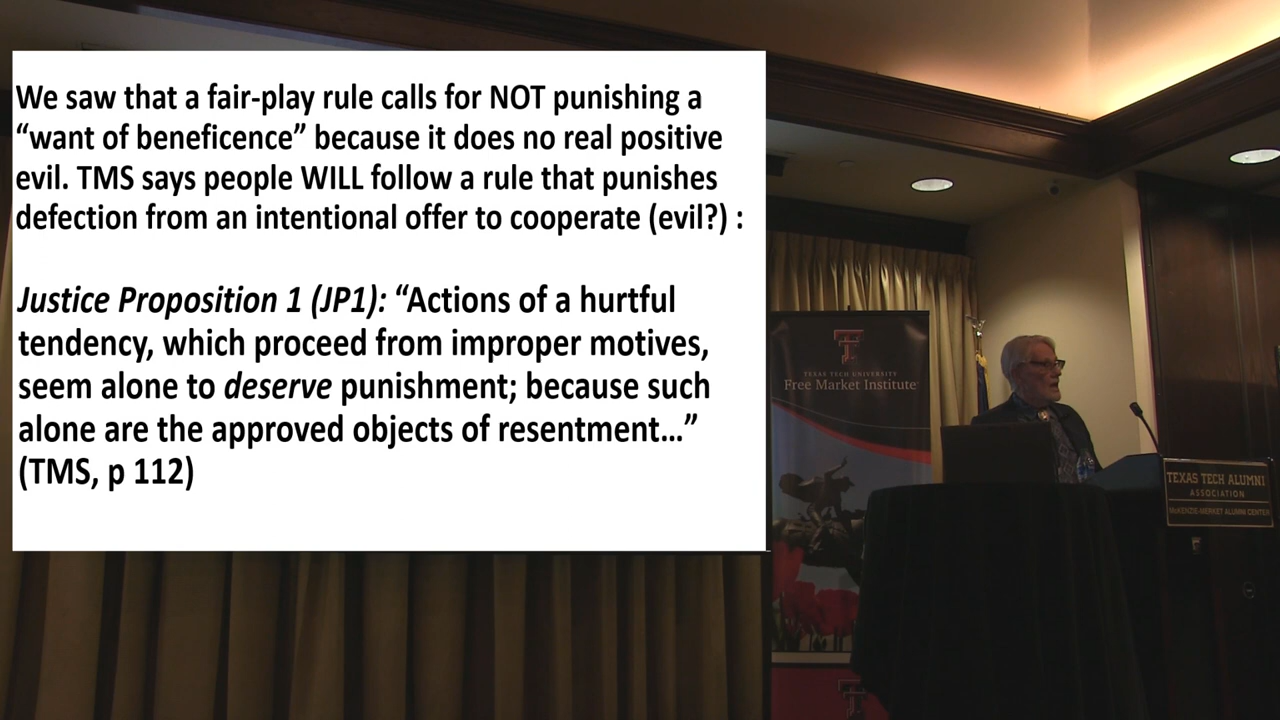 We saw that a fair-play rule calls for NOT punishing a
“want of beneficence” because it does no real positive
evil. TMS says people WILL follow a rule that punishes
defection from an intentional offer to cooperate (evil?) :
Justice Proposition 1 (JP1): “Actions of a hurtful
tendency, which proceed from improper motives,
seem alone to deserve punishment; because such
alone are the approved objects of resentment…”
(TMS, p 112)
TEXAS TECH UNIVERSITY
Free Market Institute
TEXAS TECH ALUMNI
ASSOCIATION
McKENZIE-MERKET ALUMNI CENTER